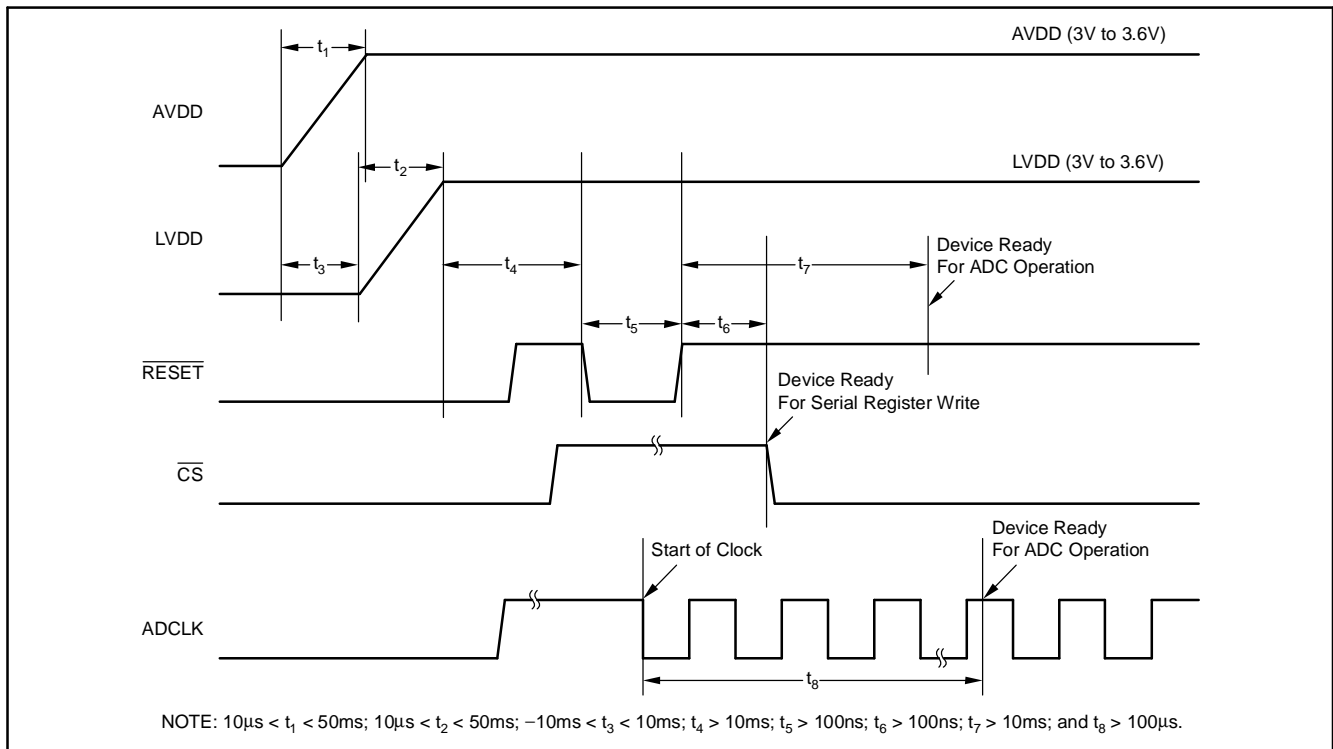 t1
AVDD (3V to 3.6V)
AVDD
t2
LVDD (3V to 3.6V)
LVDD
t3
t4
t7
Device Ready
For ADC Operation
t5
t6
RESET
Device Ready
For Serial Register Write
CS
Start of Clock
Device Ready
For ADC Operation
ADCLK
t8
NOTE: 10μs < t1 < 50ms; 10μs < t2 < 50ms; −10ms < t3 < 10ms; t4 > 10ms; t5 > 100ns; t6 > 100ns; t7 > 10ms; and t8 > 100μs.